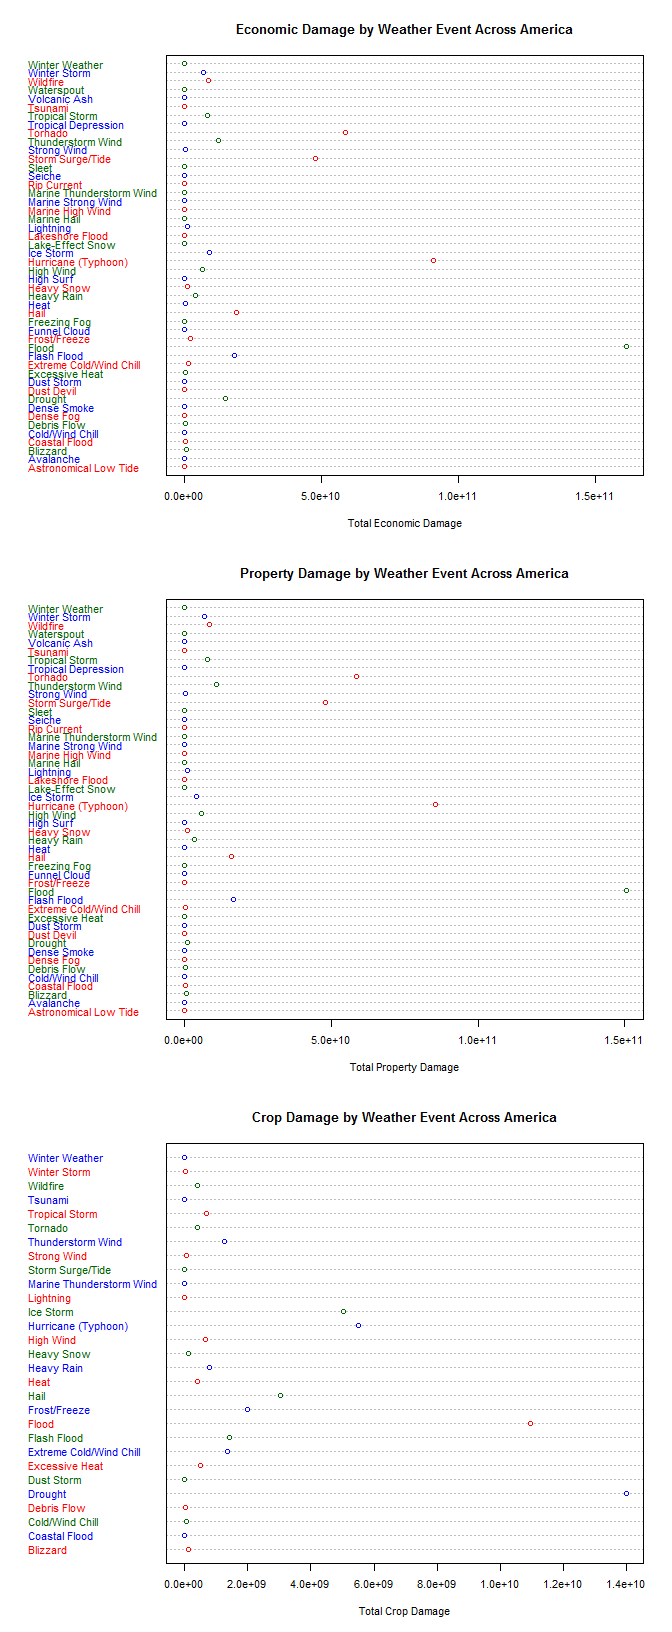 Economic Damage by Weather Event Across America
Winter Weather
Winter Storm
Wildfire
Waterspout
Volcanic Ash
Tsunami
Tropical Storm
Tropical Depression
Tornado
Thunderstorm Wind
Strong Wind
Storm Surge/Tide
Sleet
Seiche
Rip Current
Marine Thunderstorm Wind
Marine Strong Wind
Marine High Wind
Marine Hail
Lightning
Lakeshore Flood
Lake-Effect Snow
Ice Storm
Hurricane (Typhoon)
High Wind
High Surf
Heavy Snow
Heavy Rain
Heat
Hail
Freezing Fog
Funnel Cloud
Frost/Freeze
Flood
Flash Flood
Extreme Cold/Wind Chill
Excessive Heat
Dust Storm
Dust Devil
Drought
Dense Smoke
Dense Fog
Debris Flow
Cold/Wind Chill
Coastal Flood
Blizzard
Avalanche
Astronomical Low Tide
0.0e+00 5.0e+10 1.0e+11 1.5e+11
Total Economic Damage
Property Damage by Weather Event Across America
Winter Weather
Winter Storm
Wildfire
Waterspout
Volcanic Ash
Tsunami
Tropical Storm
Tropical Depression
Tornado
Thunderstorm Wind
Strong Wind
Storm Surge/Tide
Sleet
Seiche
Rip Current
Marine Thunderstorm Wind
Marine Strong Wind
Marine High Wind
Marine Hail
Lightning
Lakeshore Flood
Lake-Effect Snow
Ice Storm
Hurricane (Typhoon)
High Wind
High Surf
Heavy Snow
Heavy Rain
Heat
Hail
Freezing Fog
Funnel Cloud
Frost/Freeze
Flood
Flash Flood
Extreme Cold/Wind Chill
Excessive Heat
Dust Storm
Dust Devil
Drought
Dense Smoke
Dense Fog
Debris Flow
Cold/Wind Chill
Coastal Flood
Blizzard
Avalanche
Astronomical Low Tide
0.0e+00 5.0e+10 1.0e+11 1.5e+11
Total Property Damage
Crop Damage by Weather Event Across America
Winter Weather
Winter Storm
Wildfire
Tsunami
Tropical Storm
Tornado
Thunderstorm Wind
Strong Wind
Storm Surge/Tide
Marine Thunderstorm Wind
Lightning
Ice Storm
Hurricane (Typhoon)
High Wind
Heavy Snow
Heavy Rain
Heat
Hail
Frost/Freeze
Flood
Flash Flood
Extreme Cold/Wind Chill
Excessive Heat
Dust Storm
Drought
Debris Flow
Cold/Wind Chill
Coastal Flood
Blizzard
0.0e+00 2.0e+09 4.0e+09 6.0e+09 8.0e+09 1.0e+10 1.2e+10 1.4e+10
Total Crop Damage